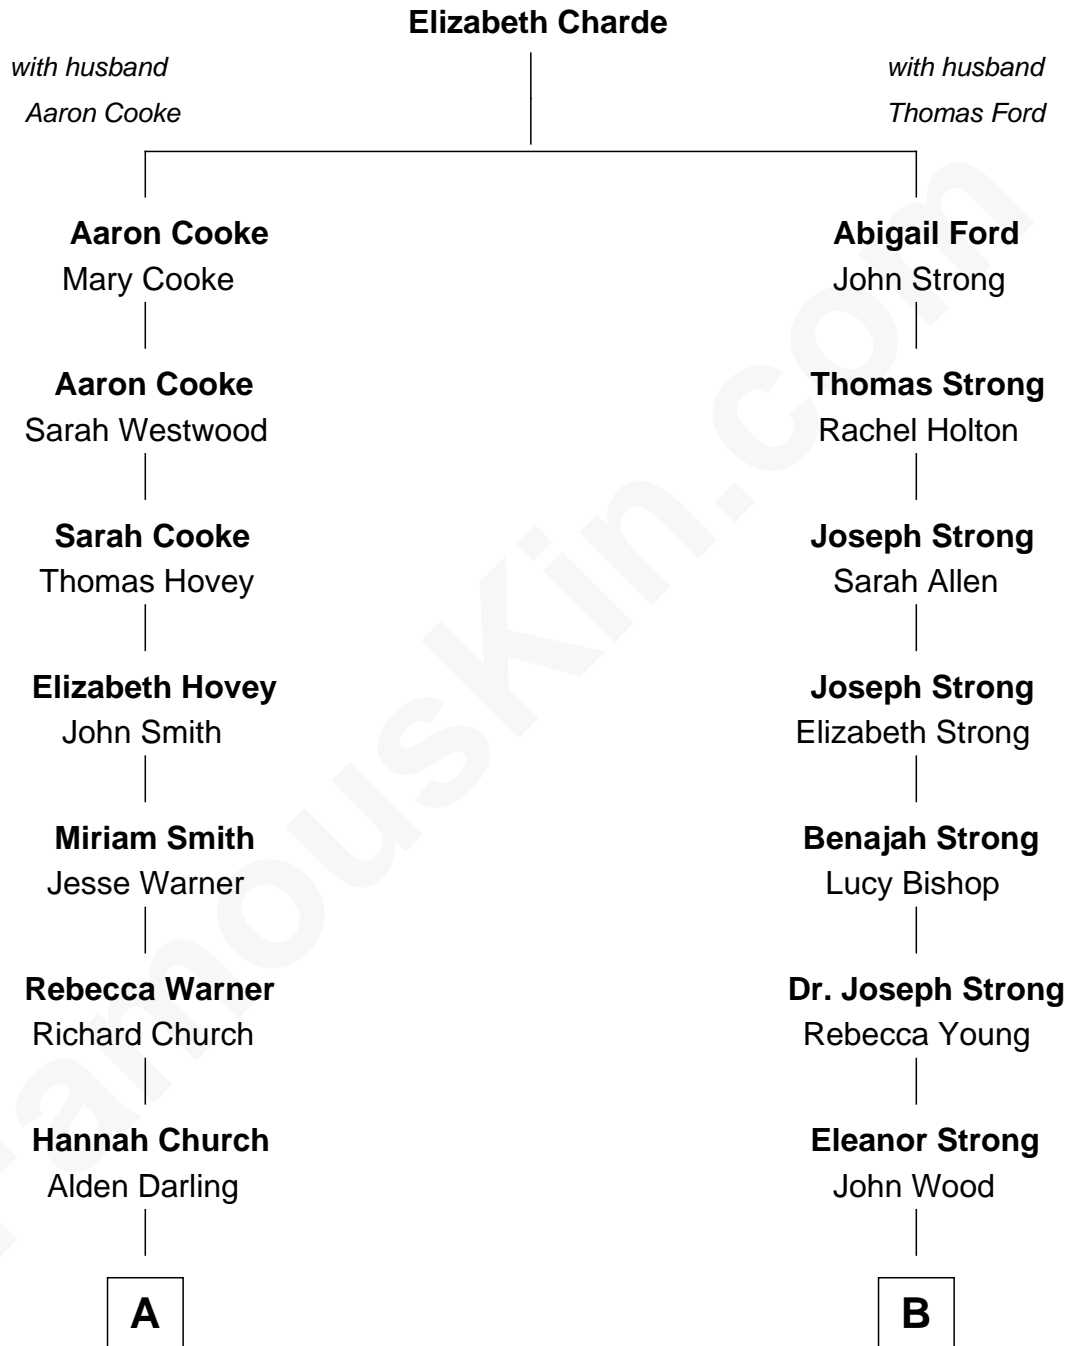 Elizabeth Charde
with husband
Aaron Cooke
with husband
Thomas Ford
Aaron Cooke
Mary Cooke
Abigail Ford
John Strong
Aaron Cooke
Sarah Westwood
Thomas Strong
Rachel Holton
Sarah Cooke
Thomas Hovey
Joseph Strong
Sarah Allen
Elizabeth Hovey
John Smith
Joseph Strong
Elizabeth Strong
Miriam Smith
Jesse Warner
Benajah Strong
Lucy Bishop
Rebecca Warner
Richard Church
Dr. Joseph Strong
Rebecca Young
Hannah Church
Alden Darling
Eleanor Strong
John Wood
A
B
FamousKin.com